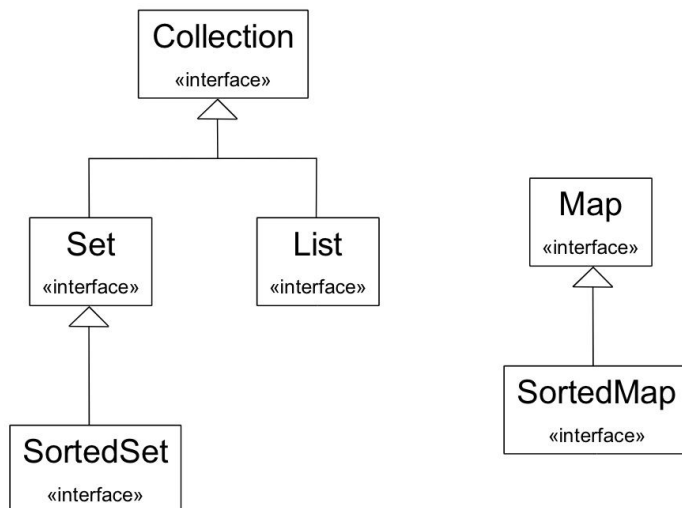 Collection
«interface»
Set
«interface»
List
«interface»
Map
«interface»
SortedSet
«interface»
SortedMap
«interface»